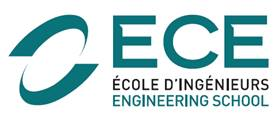 ECE
ÉCOLE D'INGÉNIEURS
ENGINEERING SCHOOL